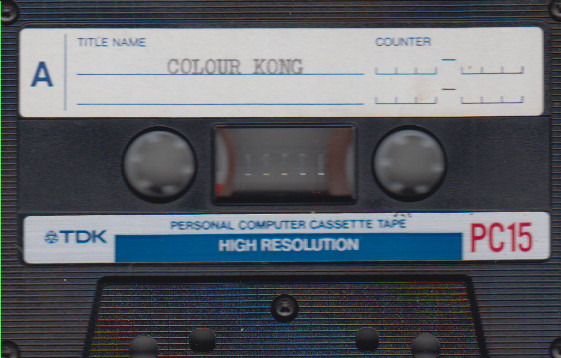 TITLE NAME
COUNTER
A
COLOUR KONG
TDK
PERSONAL COMPUTER CASSETTE TAPE
HIGH RESOLUTION
PC15